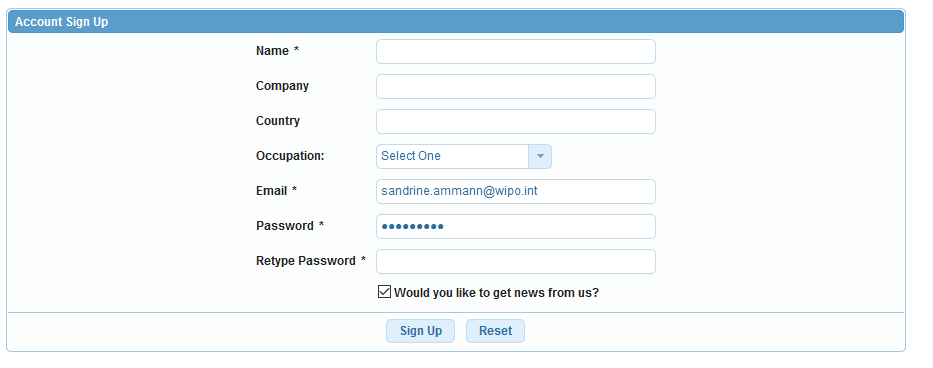 Account Sign Up
Name *
Company
Country
Occupation: Select One
Email * sandrine.ammann@wipo.int
Password * •••••••••
Retype Password *
Would you like to get news from us?
Sign Up Reset